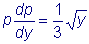 p dp/dy = 1/3 √y